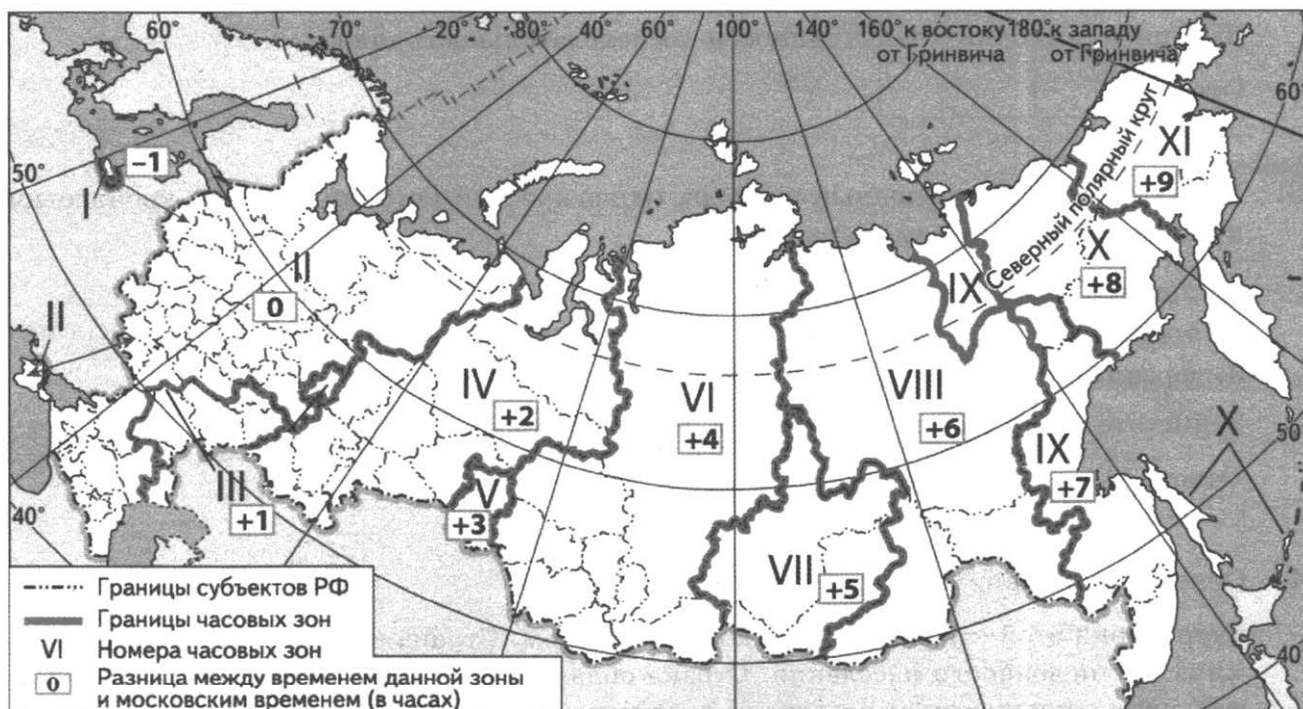 60° 70° 20° 80° 40° 60° 100° 140° 160° к востоку от Гринвича 180° к западу от Гринвича
60°
50°
-1
I
Северный полярный круг
XI
+9
II
0
II
IX
X
+8
IV
+2
VI
+4
VIII
+6
X
50°
IX
+7
40°
III
+1
V
+3
VII
+5
40°
Границы субъектов РФ
Границы часовых зон
VI Номера часовых зон
0 Разница между временем данной зоны
и московским временем (в часах)